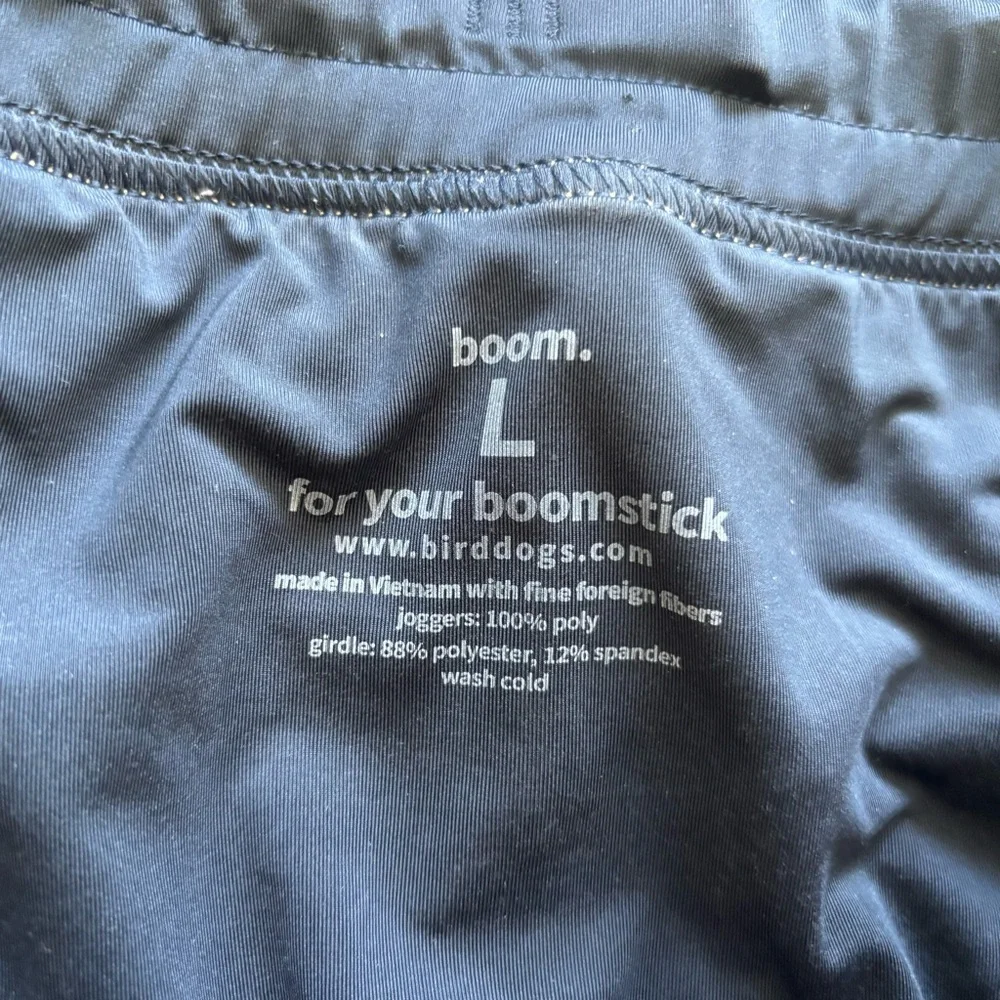 boom.
L
for your boomstick
www.birddogs.com
made in Vietnam with fine foreign fibers
joggers: 100% poly
girdle: 88% polyester, 12% spandex
wash cold